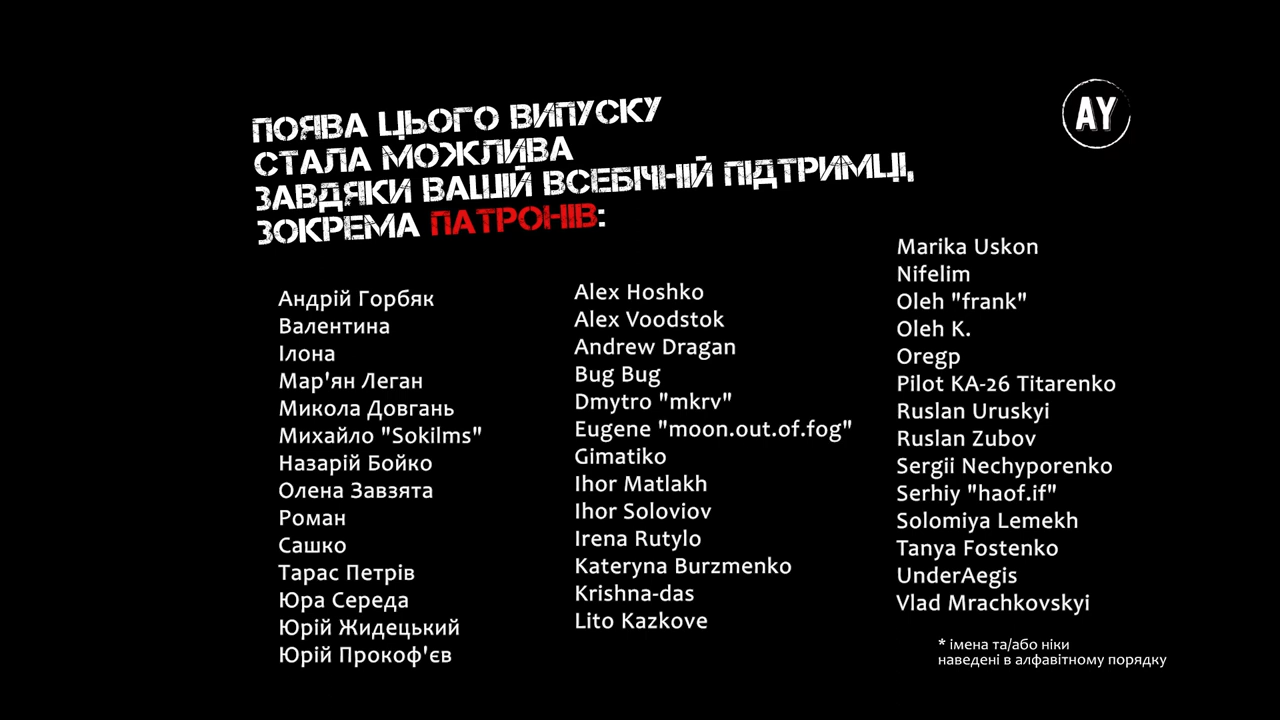 ПОЯВА ЦЬОГО ВИПУСКУ
СТАЛА МОЖЛИВА
ЗАВДЯКИ ВАШІЙ ВСЕБІЧНІЙ ПІДТРИМЦІ,
ЗОКРЕМА ПАТРОНІВ:
AY
Андрій Горбяк
Валентина
Ілона
Мар'ян Леган
Микола Довгань
Михайло "Sokilms"
Назарій Бойко
Олена Завзята
Роман
Сашко
Тарас Петрів
Юра Середа
Юрій Жидецький
Юрій Прокоф'єв
Alex Hoshko
Alex Voodstok
Andrew Dragan
Bug Bug
Dmytro "mkrv"
Eugene "moon.out.of.fog"
Gimatiko
Ihor Matlakh
Ihor Soloviov
Irena Rutylo
Kateryna Burzmenko
Krishna-das
Lito Kazkove
Marika Uskon
Nifelim
Oleh "frank"
Oleh K.
Oregp
Pilot KA-26 Titarenko
Ruslan Uruskyi
Ruslan Zubov
Sergii Nechyporenko
Serhiy "haof.if"
Solomiya Lemekh
Tanya Fostenko
UnderAegis
Vlad Mrachkovskyi
* імена та/або ніки
наведені в алфавітному порядку